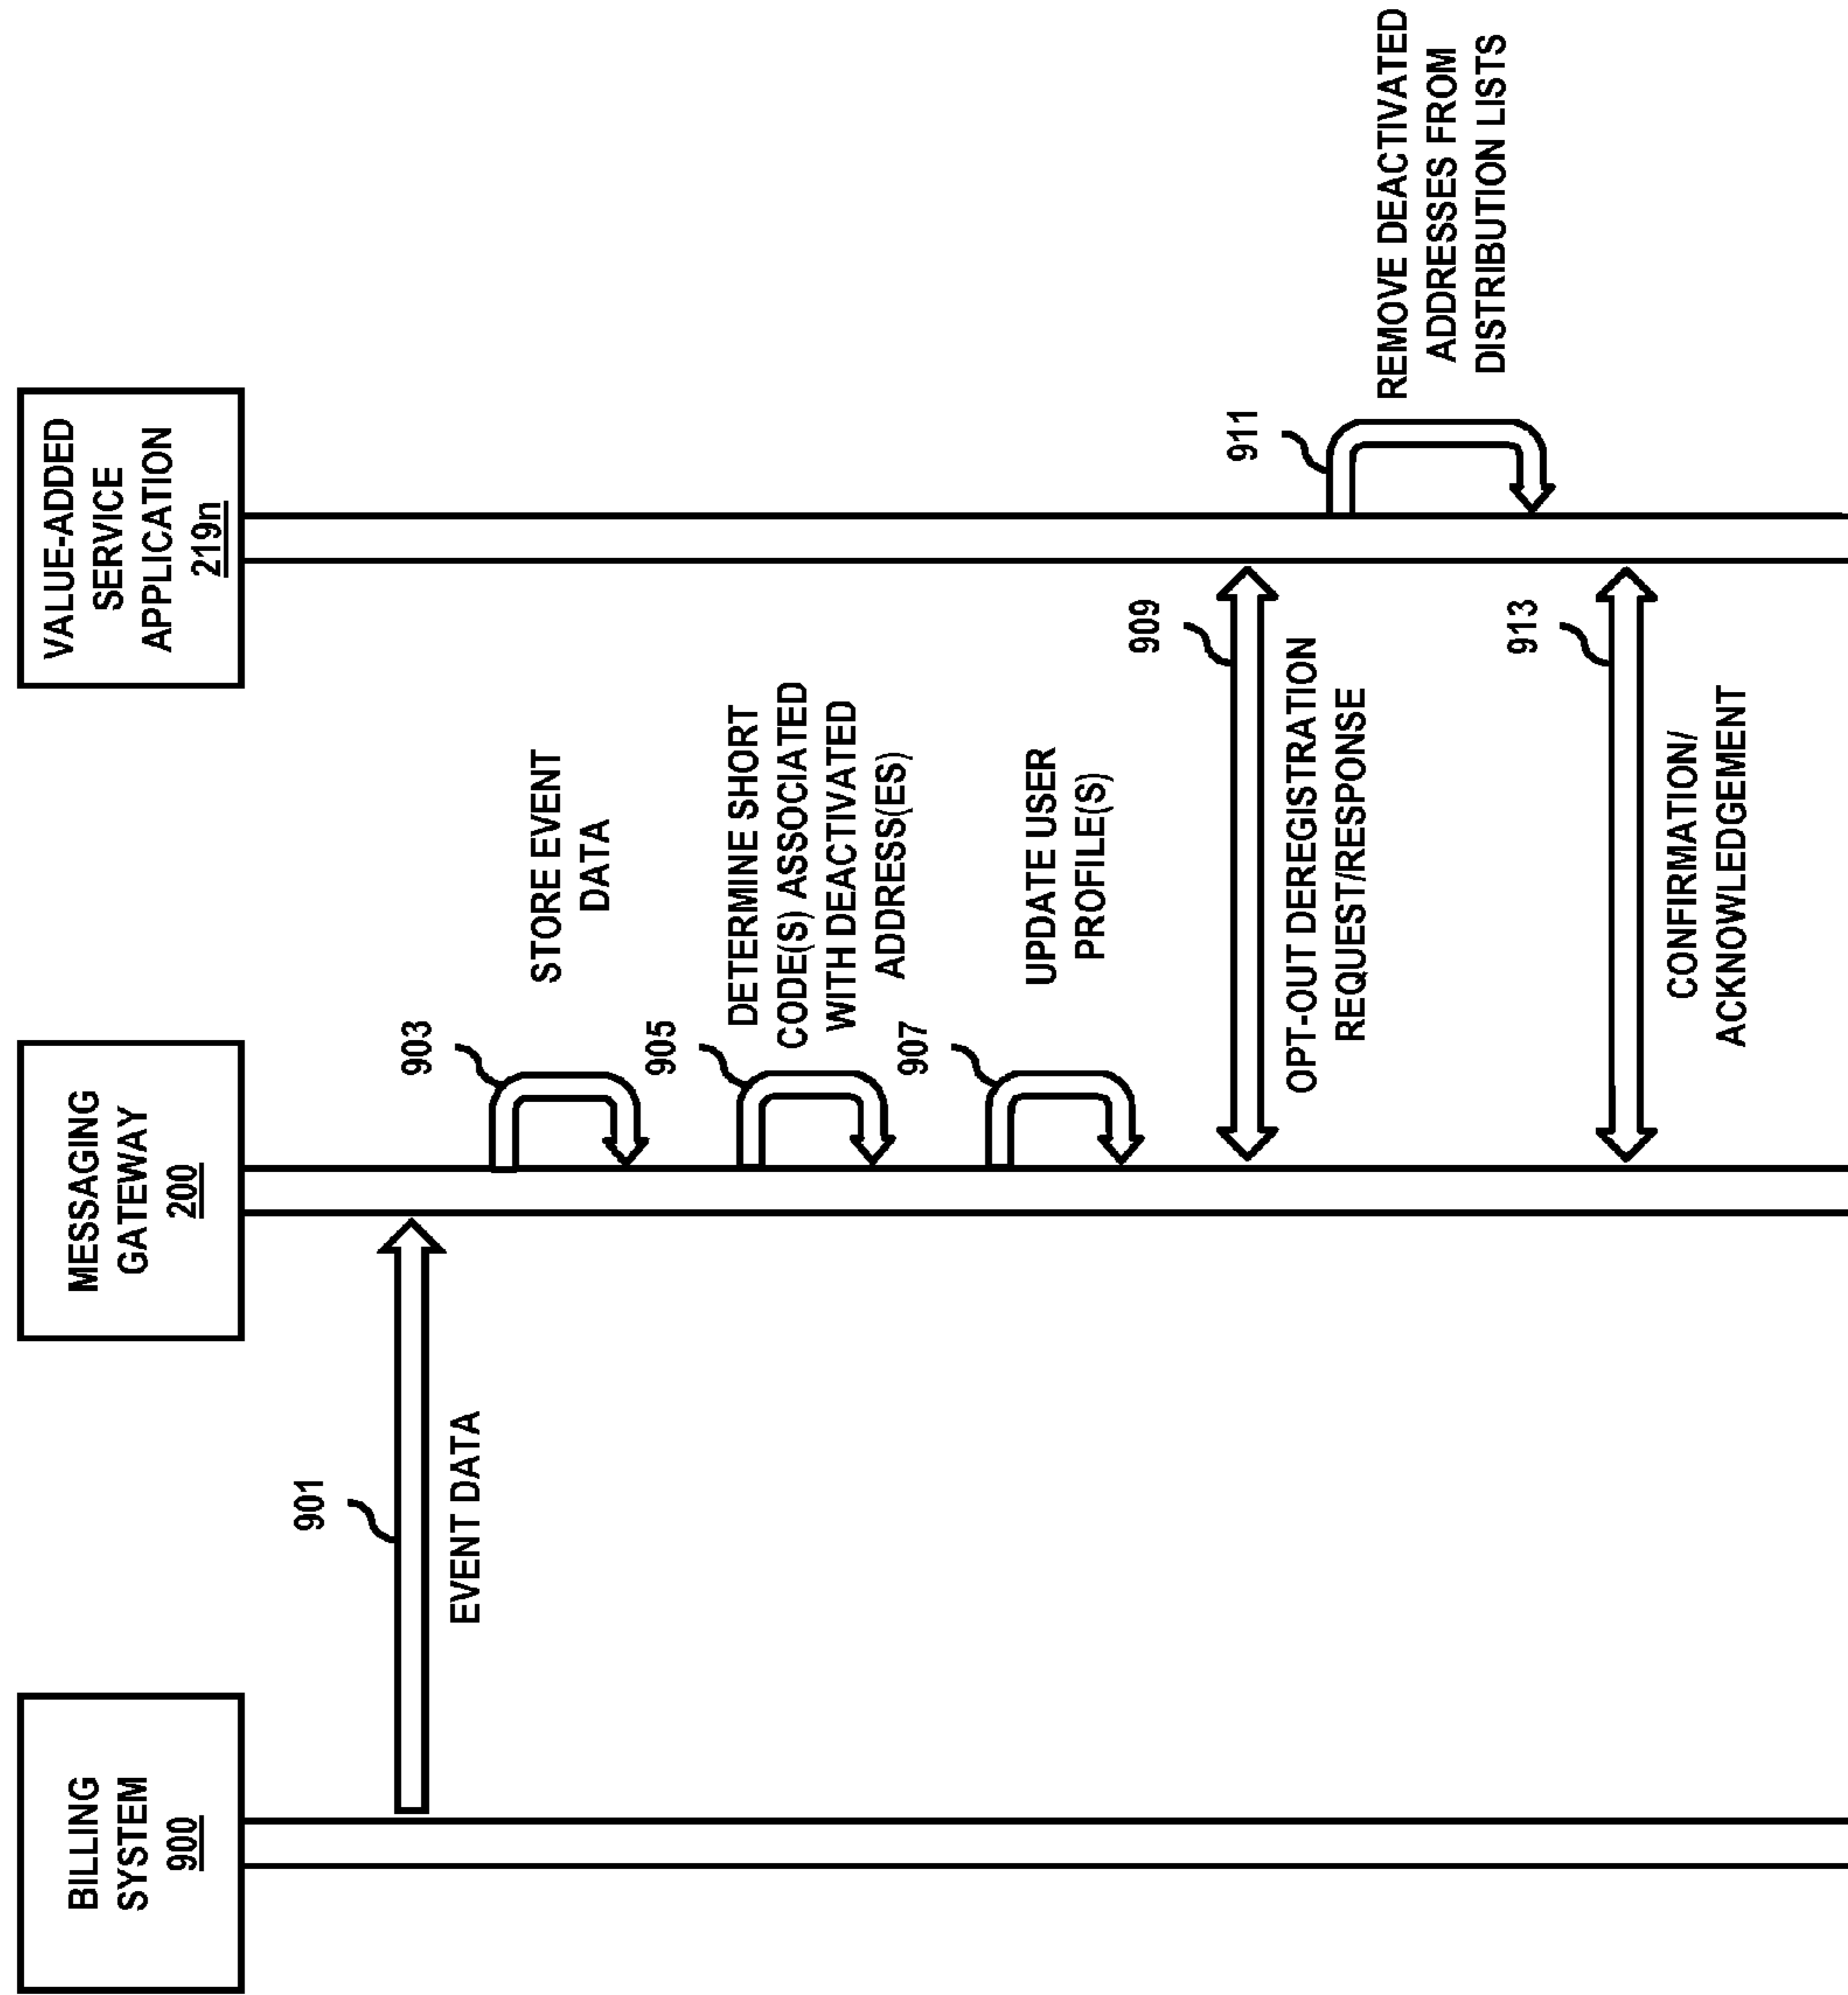 BILLING
SYSTEM
900
MESSAGING
GATEWAY
200
VALUE-ADDED
SERVICE
APPLICATION
219n
901
EVENT DATA
903
STORE EVENT
DATA
905
DETERMINE SHORT
CODE(S) ASSOCIATED
WITH DEACTIVATED
ADDRESS(ES)
907
UPDATE USER
PROFILE(S)
909
OPT-OUT DEREGISTRATION
REQUEST/RESPONSE
911
REMOVE DEACTIVATED
ADDRESSES FROM
DISTRIBUTION LISTS
913
CONFIRMATION/
ACKNOWLEDGEMENT